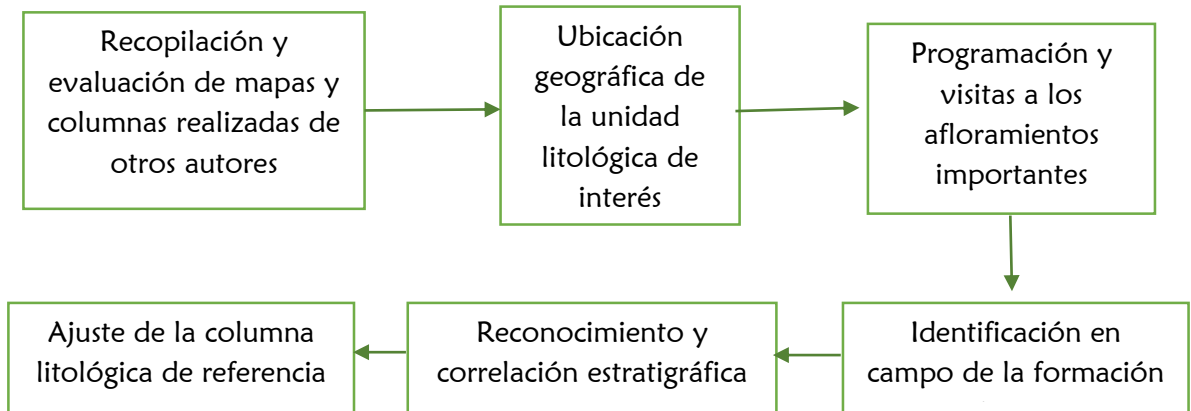 Recopilación y
evaluación de mapas y
columnas realizadas de
otros autores
Ubicación
geográfica de
la unidad
litológica de
interés
Programación y
visitas a los
afloramientos
importantes
Identificación en
campo de la formación
Reconocimiento y
correlación estratigráfica
Ajuste de la columna
litológica de referencia